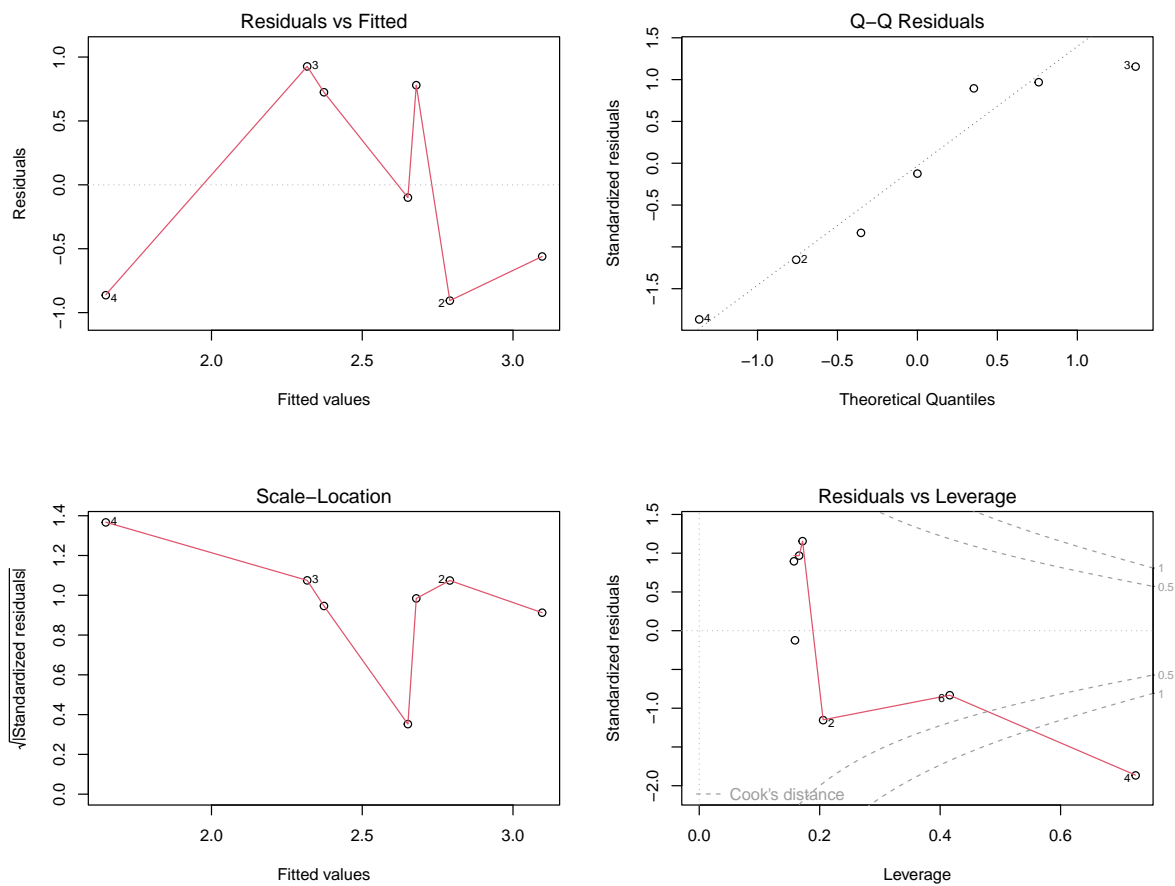 Residuals vs Fitted
Residuals
1.0
0.5
0.0
−0.5
−1.0
3
4
2
2.0 2.5 3.0
Fitted values
Q−Q Residuals
Standardized residuals
1.5
1.0
0.5
0.0
−0.5
−1.5
3
2
4
−1.0 −0.5 0.0 0.5 1.0
Theoretical Quantiles
Scale−Location
√|Standardized residuals|
1.4
1.2
1.0
0.8
0.6
0.4
0.2
0.0
4
3
2
2.0 2.5 3.0
Fitted values
Residuals vs Leverage
Standardized residuals
1.5
1.0
0.5
0.0
−1.0
−2.0
1
0.5
0.5
1
6
2
4
Cook's distance
0.0 0.2 0.4 0.6
Leverage